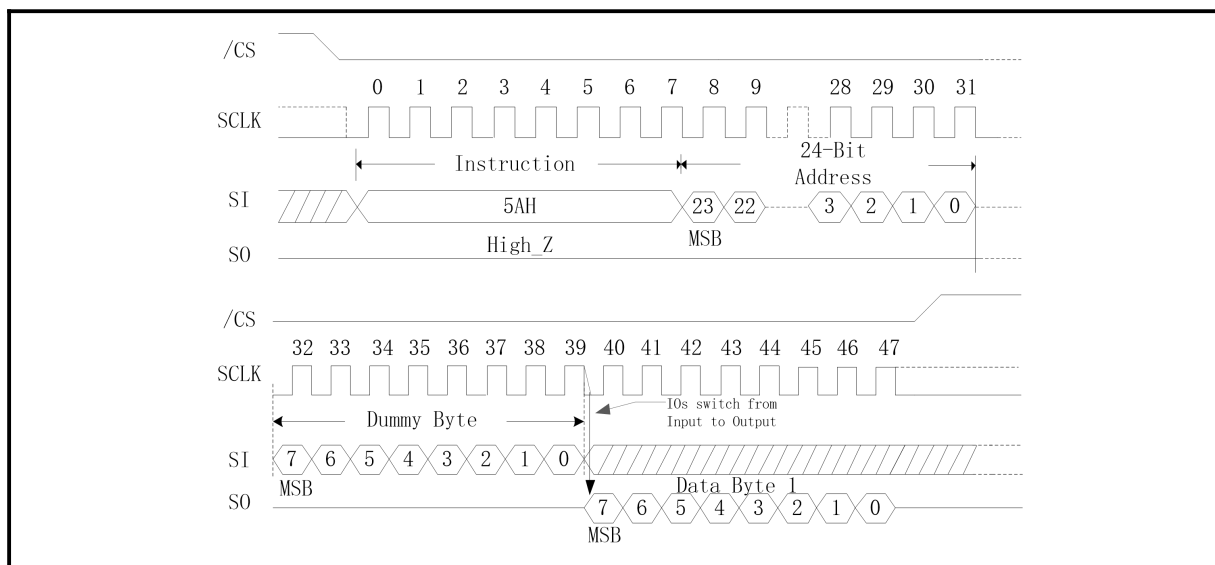 /CS
0 1 2 3 4 5 6 7 8 9 28 29 30 31
SCLK
Instruction
24-Bit
Address
SI
5AH
23 22 3 2 1 0
MSB
High_Z
SO
/CS
32 33 34 35 36 37 38 39 40 41 42 43 44 45 46 47
SCLK
IOs switch from
Input to Output
Dummy Byte
SI
7 6 5 4 3 2 1 0
MSB
Data Byte 1
SO
7 6 5 4 3 2 1 0
MSB